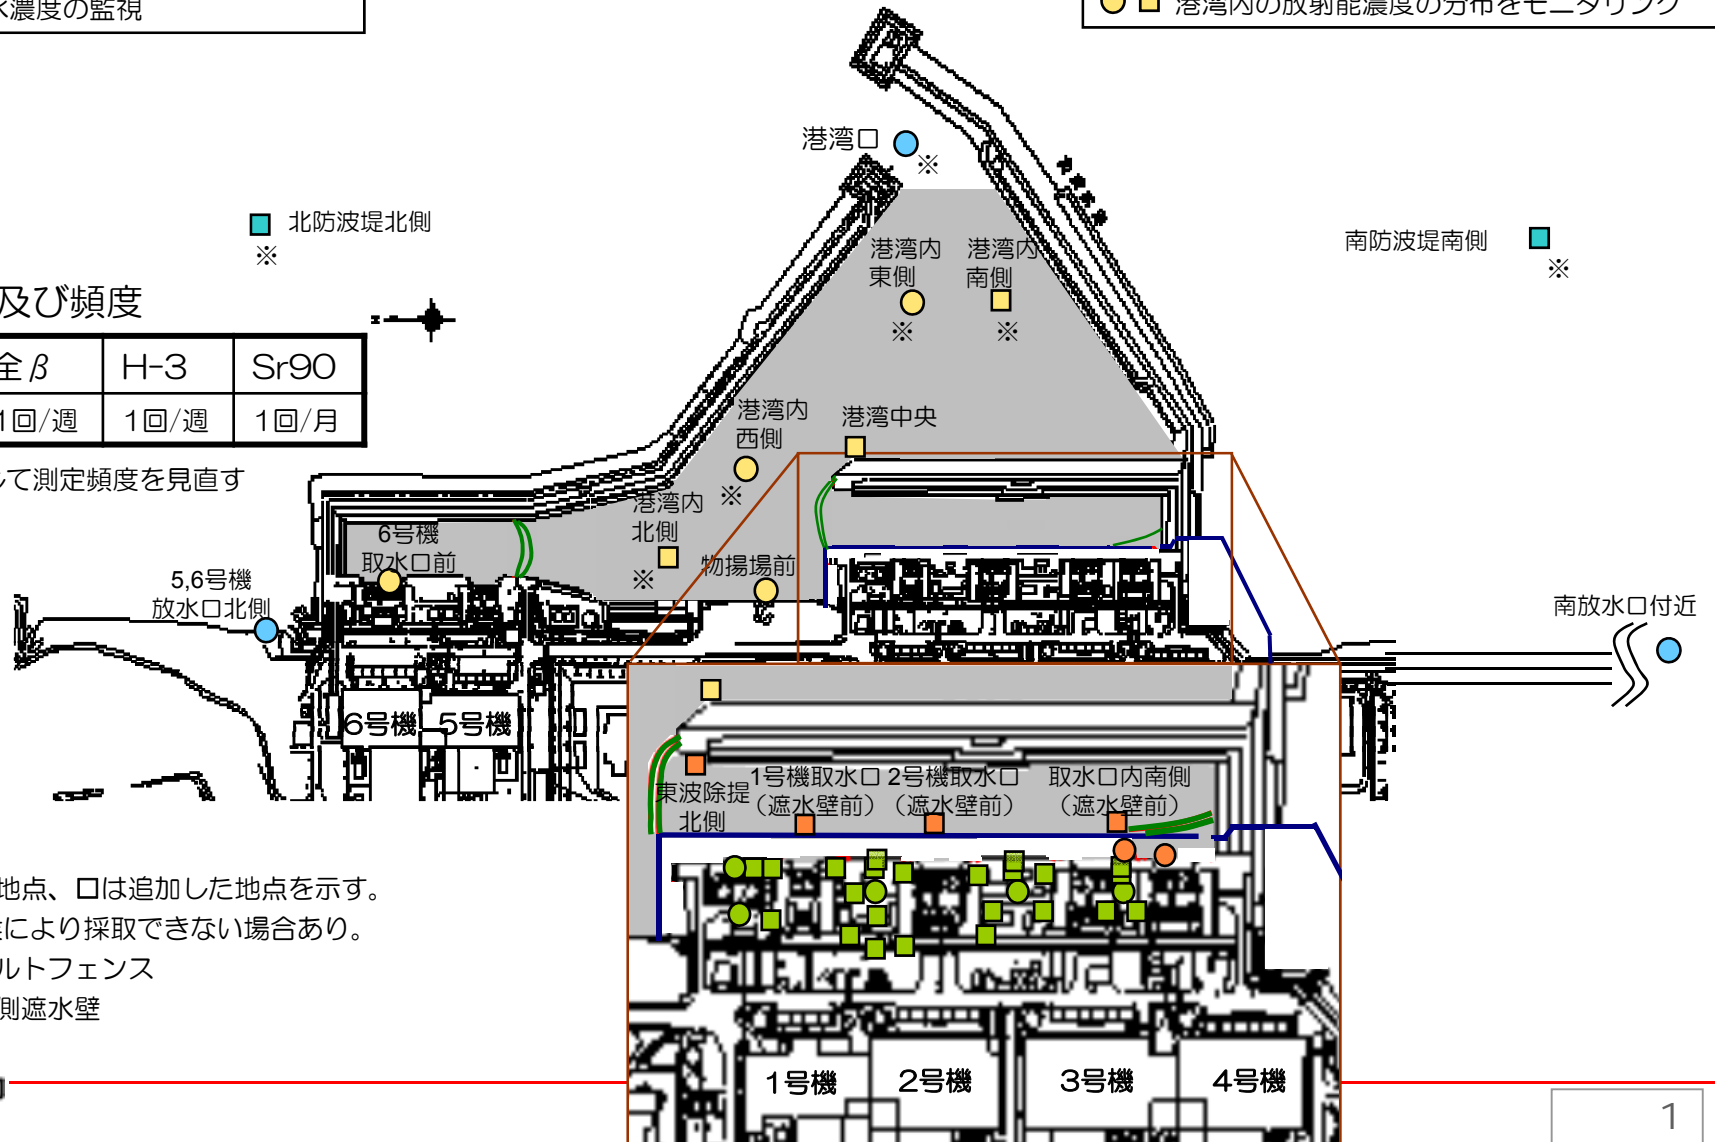 水濃度の監視
港湾内の放射能濃度の分布をモニタリング
港湾口
※
北防波堤北側
※
南防波堤南側
※
港湾内
東側
※
港湾内
南側
※
及び頻度
全β
H-3
Sr90
1回/週
1回/週
1回/月
して測定頻度を見直す
港湾内
西側
※
港湾中央
港湾内
北側
※
物揚場前
6号機
取水口前
5,6号機
放水口北側
南放水口付近
6号機
5号機
東波除堤
北側
1号機取水口
（遮水壁前）
2号機取水口
（遮水壁前）
取水口内南側
（遮水壁前）
地点、□は追加した地点を示す。
により採取できない場合あり。
ルトフェンス
側遮水壁
1号機
2号機
3号機
4号機
1